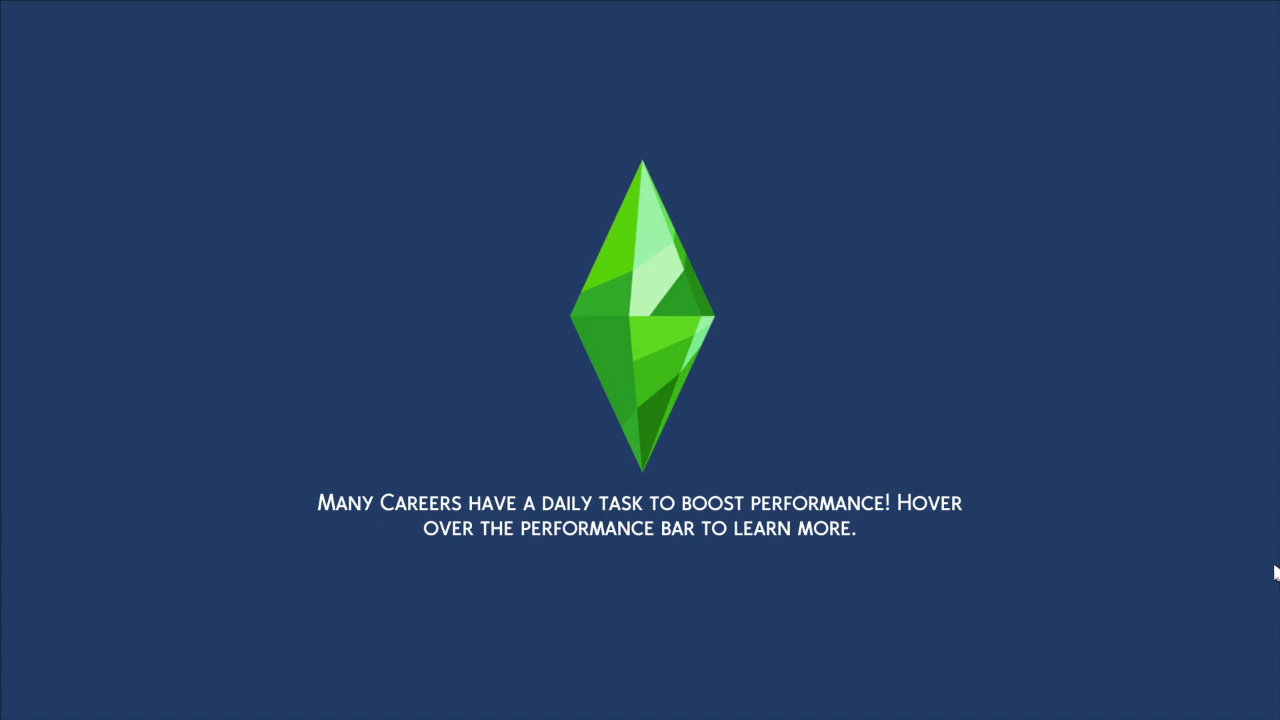 Many Careers have a daily task to boost performance! Hover
over the performance bar to learn more.